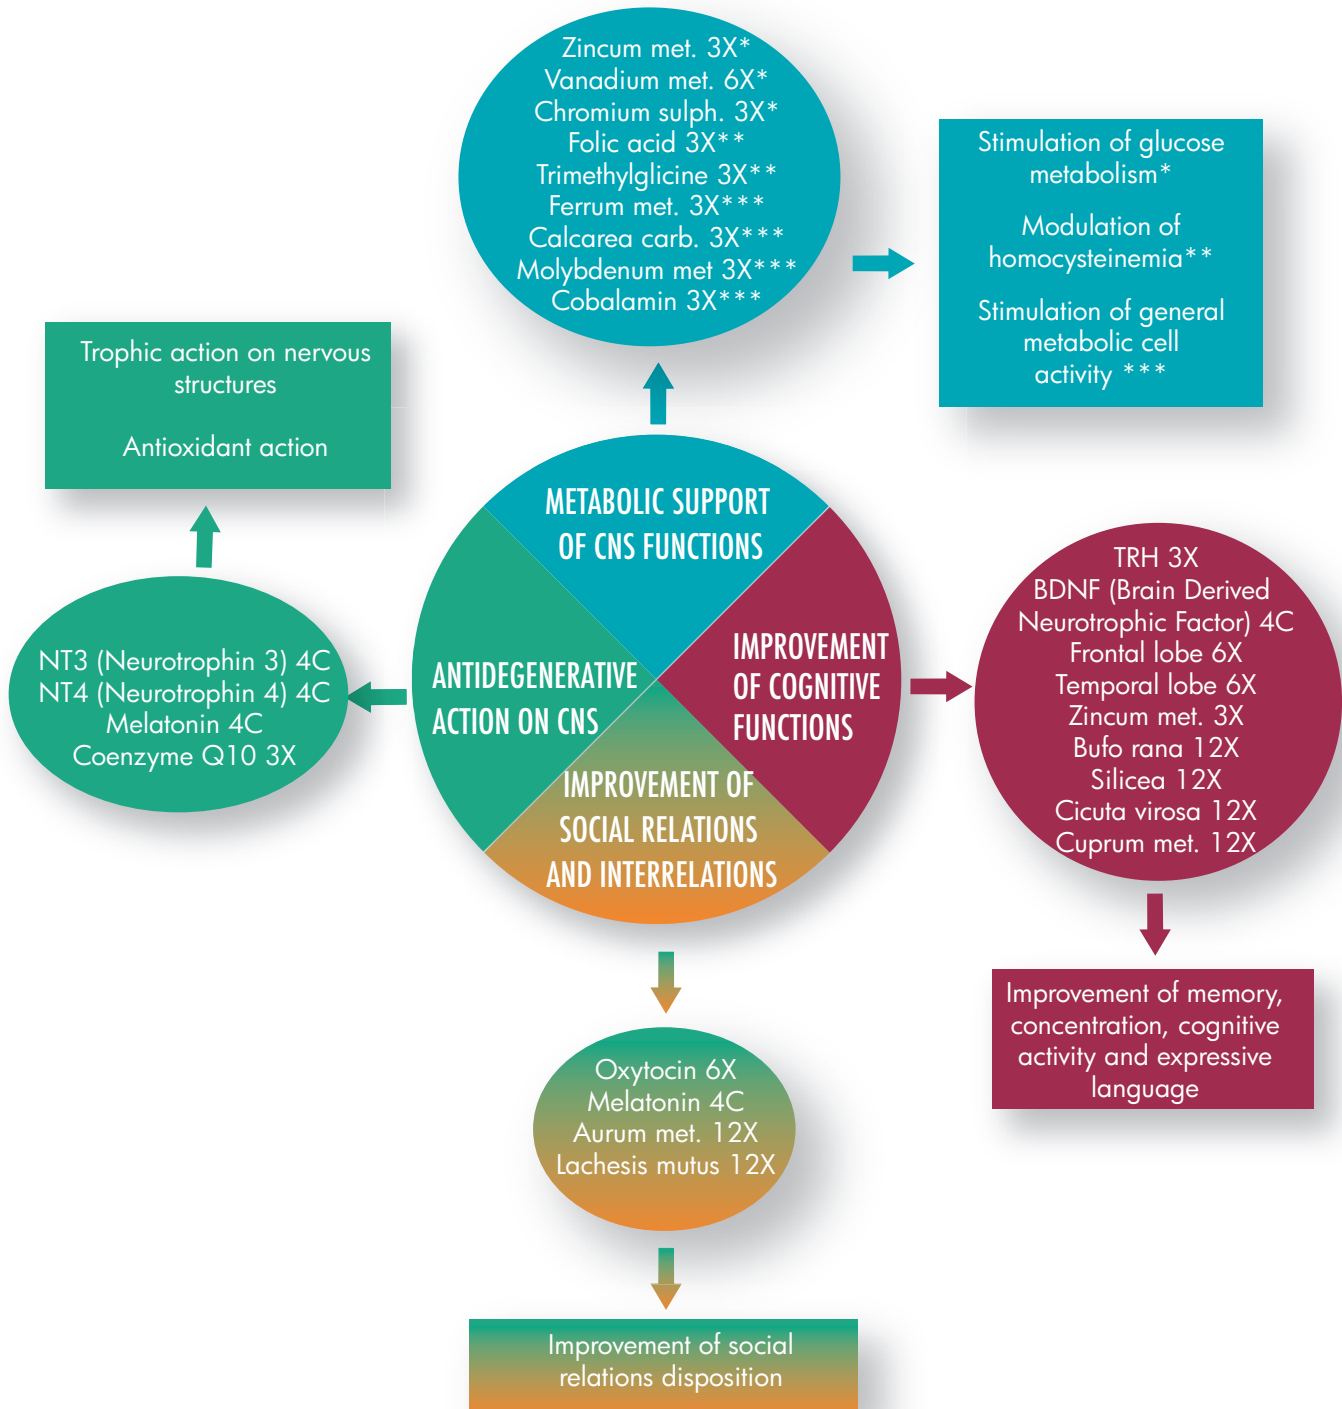 Zincum met. 3X*
Vanadium met. 6X*
Chromium sulph. 3X*
Folic acid 3X**
Trimethylglicine 3X**
Ferrum met. 3X***
Calcarea carb. 3X***
Molybdenum met 3X***
Cobalamin 3X***
Stimulation of glucose
metabolism*
Modulation of
homocysteinemia**
Stimulation of general
metabolic cell
activity ***
Trophic action on nervous
structures
Antioxidant action
METABOLIC SUPPORT
OF CNS FUNCTIONS
ANTIDEGENERATIVE
ACTION ON CNS
IMPROVEMENT
OF COGNITIVE
FUNCTIONS
IMPROVEMENT OF
SOCIAL RELATIONS
AND INTERRELATIONS
NT3 (Neurotrophin 3) 4C
NT4 (Neurotrophin 4) 4C
Melatonin 4C
Coenzyme Q10 3X
TRH 3X
BDNF (Brain Derived
Neurotrophic Factor) 4C
Frontal lobe 6X
Temporal lobe 6X
Zincum met. 3X
Bufo rana 12X
Silicea 12X
Cicuta virosa 12X
Cuprum met. 12X
Improvement of memory,
concentration, cognitive
activity and expressive
language
Oxytocin 6X
Melatonin 4C
Aurum met. 12X
Lachesis mutus 12X
Improvement of social
relations disposition